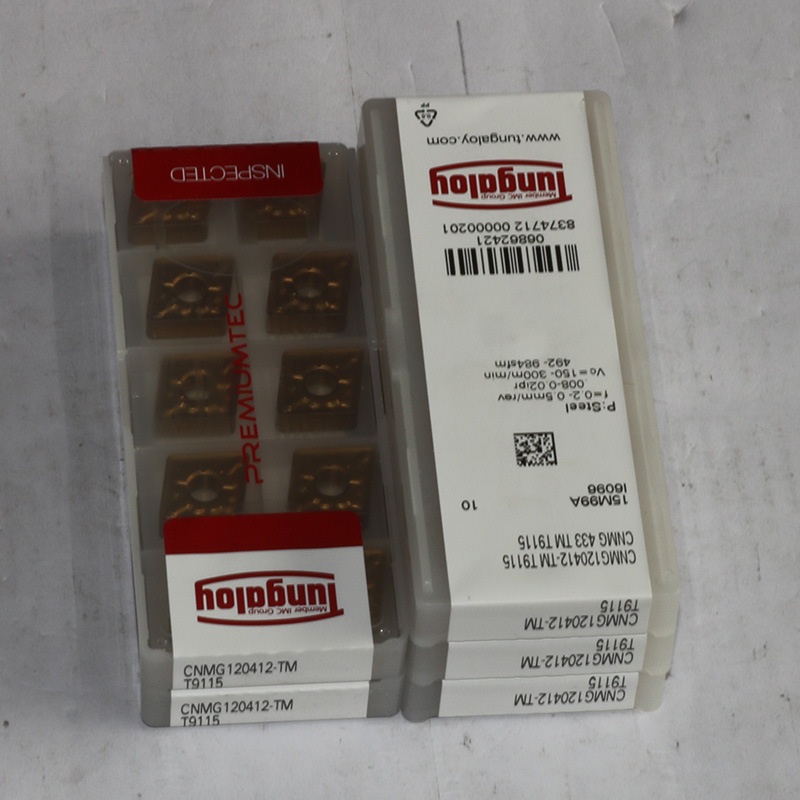 INSPECTED
PREMIUMTEC
Tungaloy
Member IMC Group
CNMG120412-TM
T9115
CNMG120412-TM
T9115
CNMG120412-TM T9115
CNMG 433 TM T9115
15M99A 10
I6096
P:Steel
f=0.2-0.5mm/rev
008-0.02ipr
Vc=150-300m/min
492-984sfm
06862421
8374712 00000201
Tungaloy
Member IMC Group
www.tungaloy.com
CNMG120412-TM
T9115
CNMG120412-TM
T9115
CNMG120412-TM
T9115